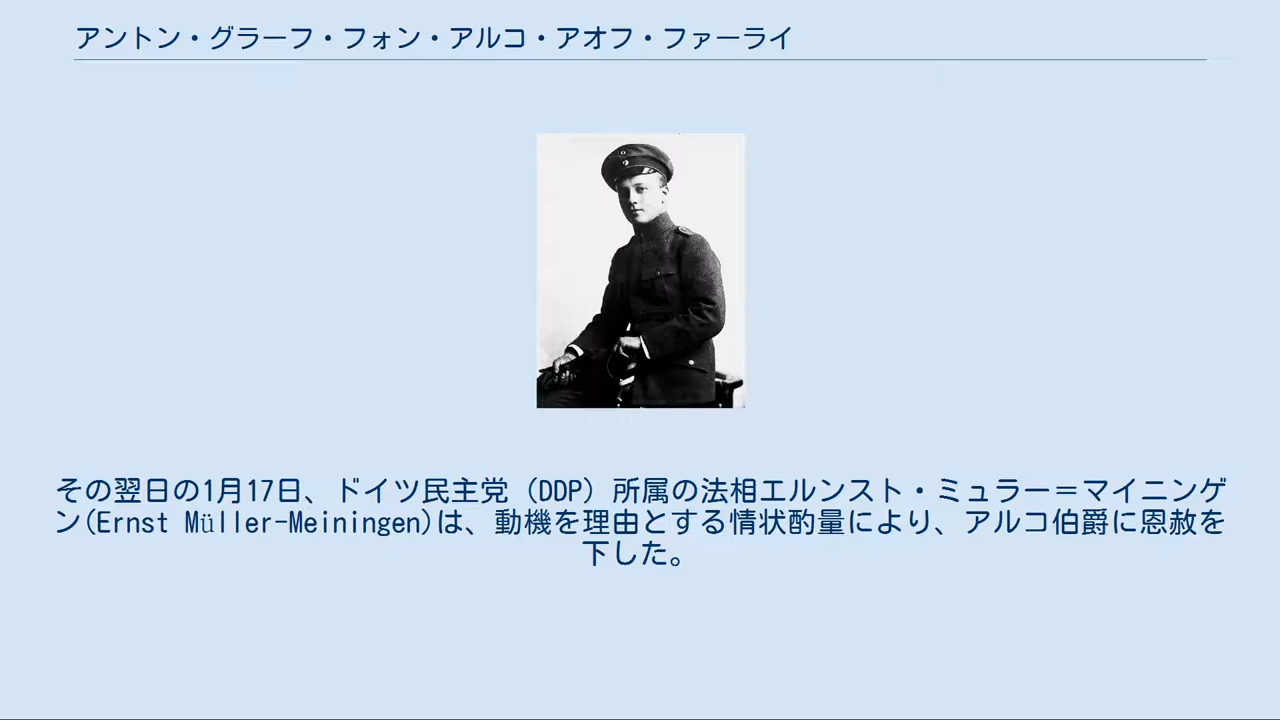 アントン・グラーフ・フォン・アルコ・アオフ・ファーライ
その翌日の1月17日、ドイツ民主党（DDP）所属の法相エルンスト・ミュラー＝マイニンゲ
ン(Ernst Müller-Meiningen)は、動機を理由とする情状酌量により、アルコ伯爵に恩赦を
下した。